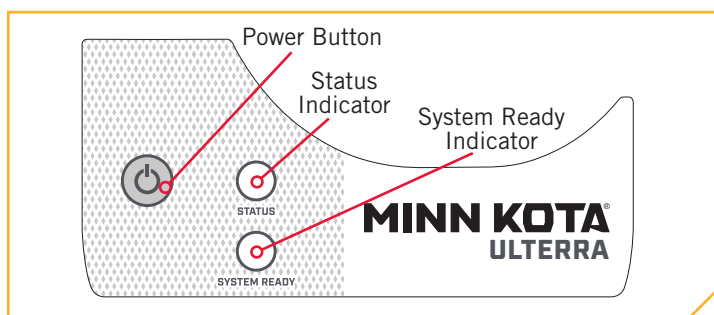 Power Button
Status
Indicator
System Ready
Indicator
STATUS
SYSTEM READY
MINN KOTA®
ULTERRA